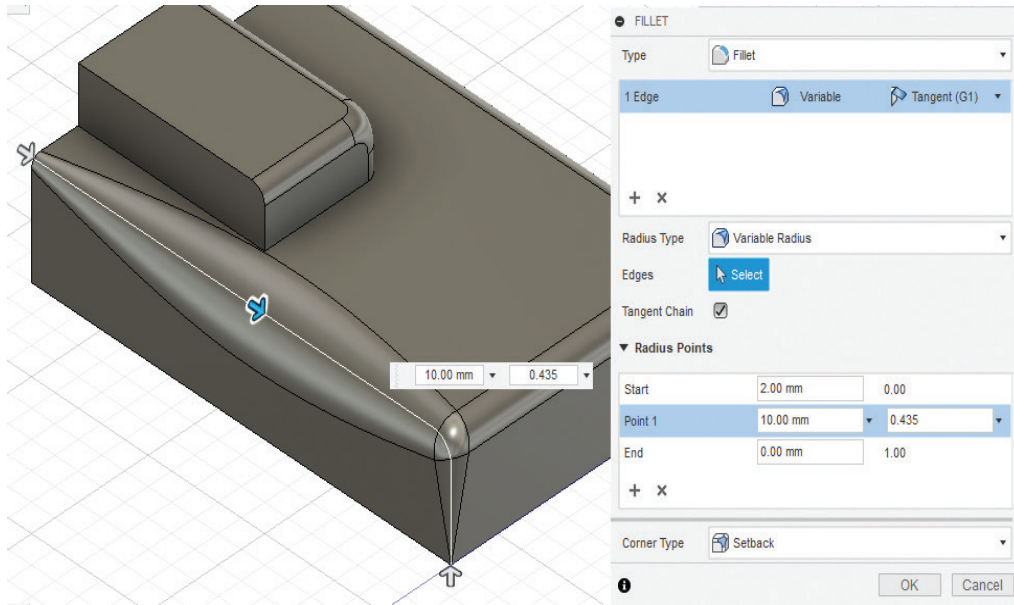 FILLET
Type Fillet
1 Edge Variable Tangent (G1)
Radius Type Variable Radius
Edges Select
Tangent Chain
Radius Points
10.00 mm 0.435
Start 2.00 mm 0.00
Point 1 10.00 mm 0.435
End 0.00 mm 1.00
Corner Type Setback
OK Cancel